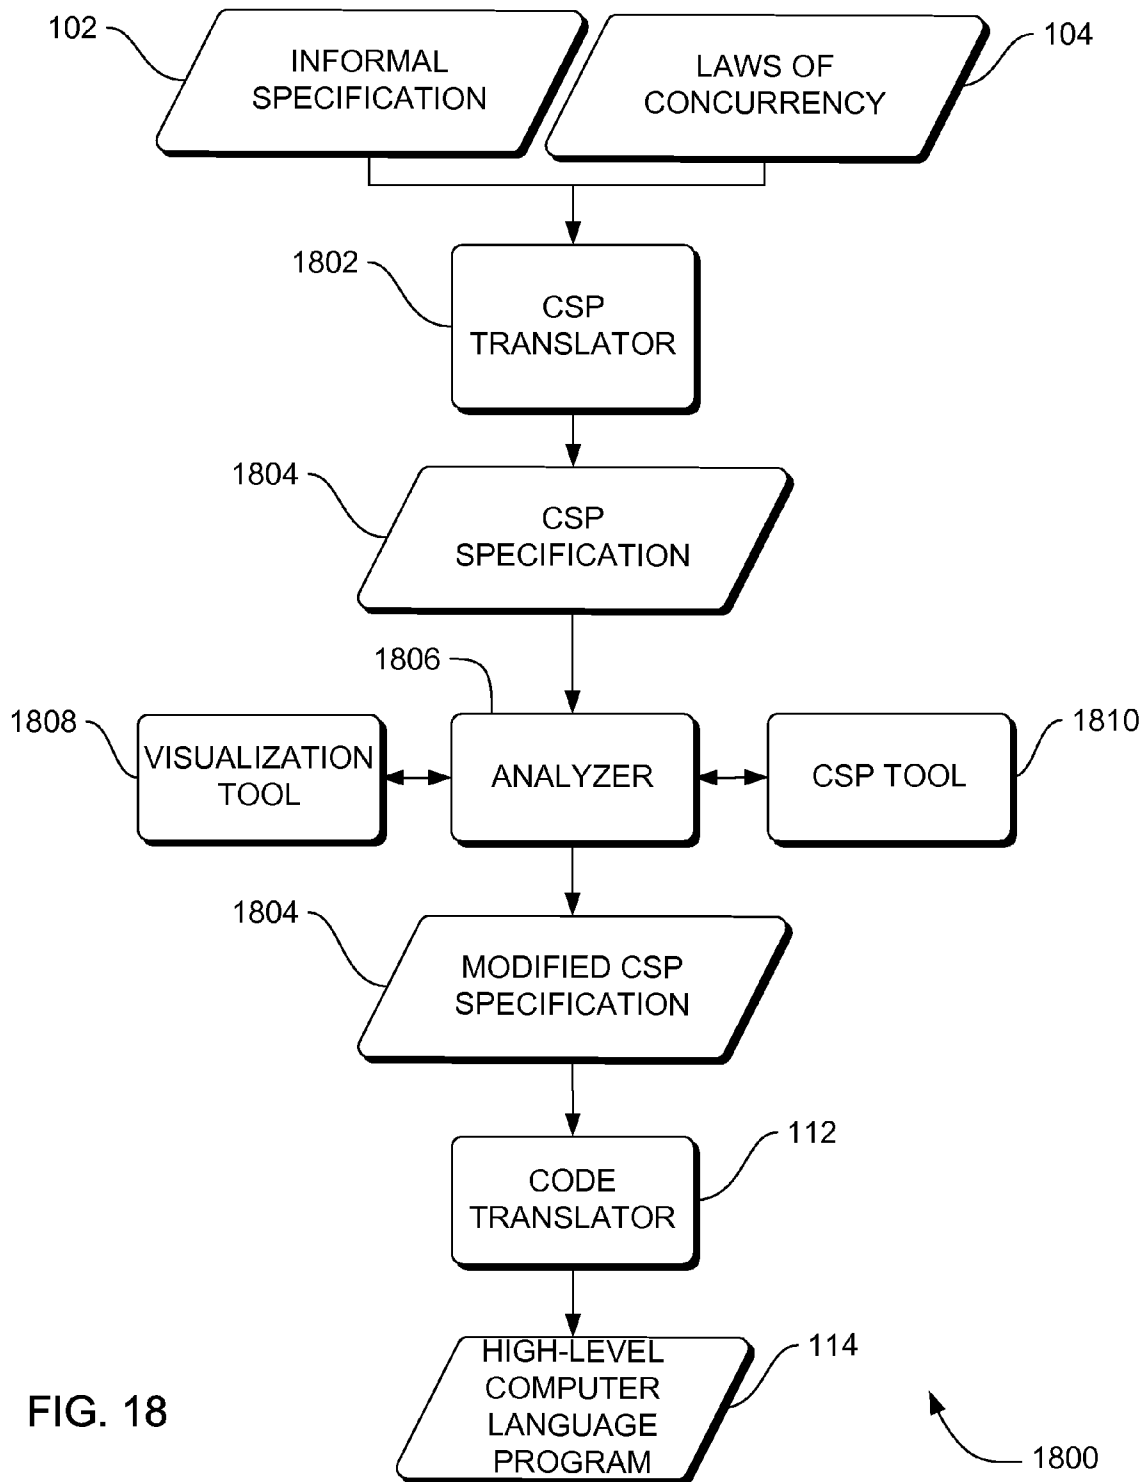 102
INFORMAL
SPECIFICATION
LAWS OF
CONCURRENCY
104
1802
CSP
TRANSLATOR
1804
CSP
SPECIFICATION
1806
1808
VISUALIZATION
TOOL
ANALYZER
CSP TOOL
1810
1804
MODIFIED CSP
SPECIFICATION
CODE
TRANSLATOR
112
HIGH-LEVEL
COMPUTER
LANGUAGE
PROGRAM
114
FIG. 18
1800